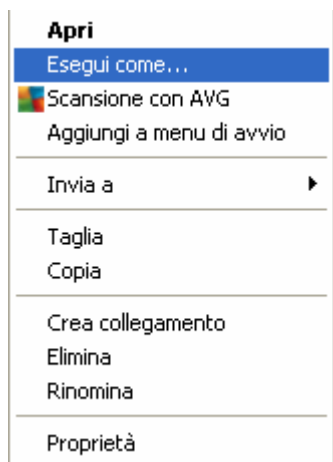 Apri
Esegui come...
Scansione con AVG
Aggiungi a menu di avvio
Invia a
Taglia
Copia
Crea collegamento
Elimina
Rinomina
Proprietà